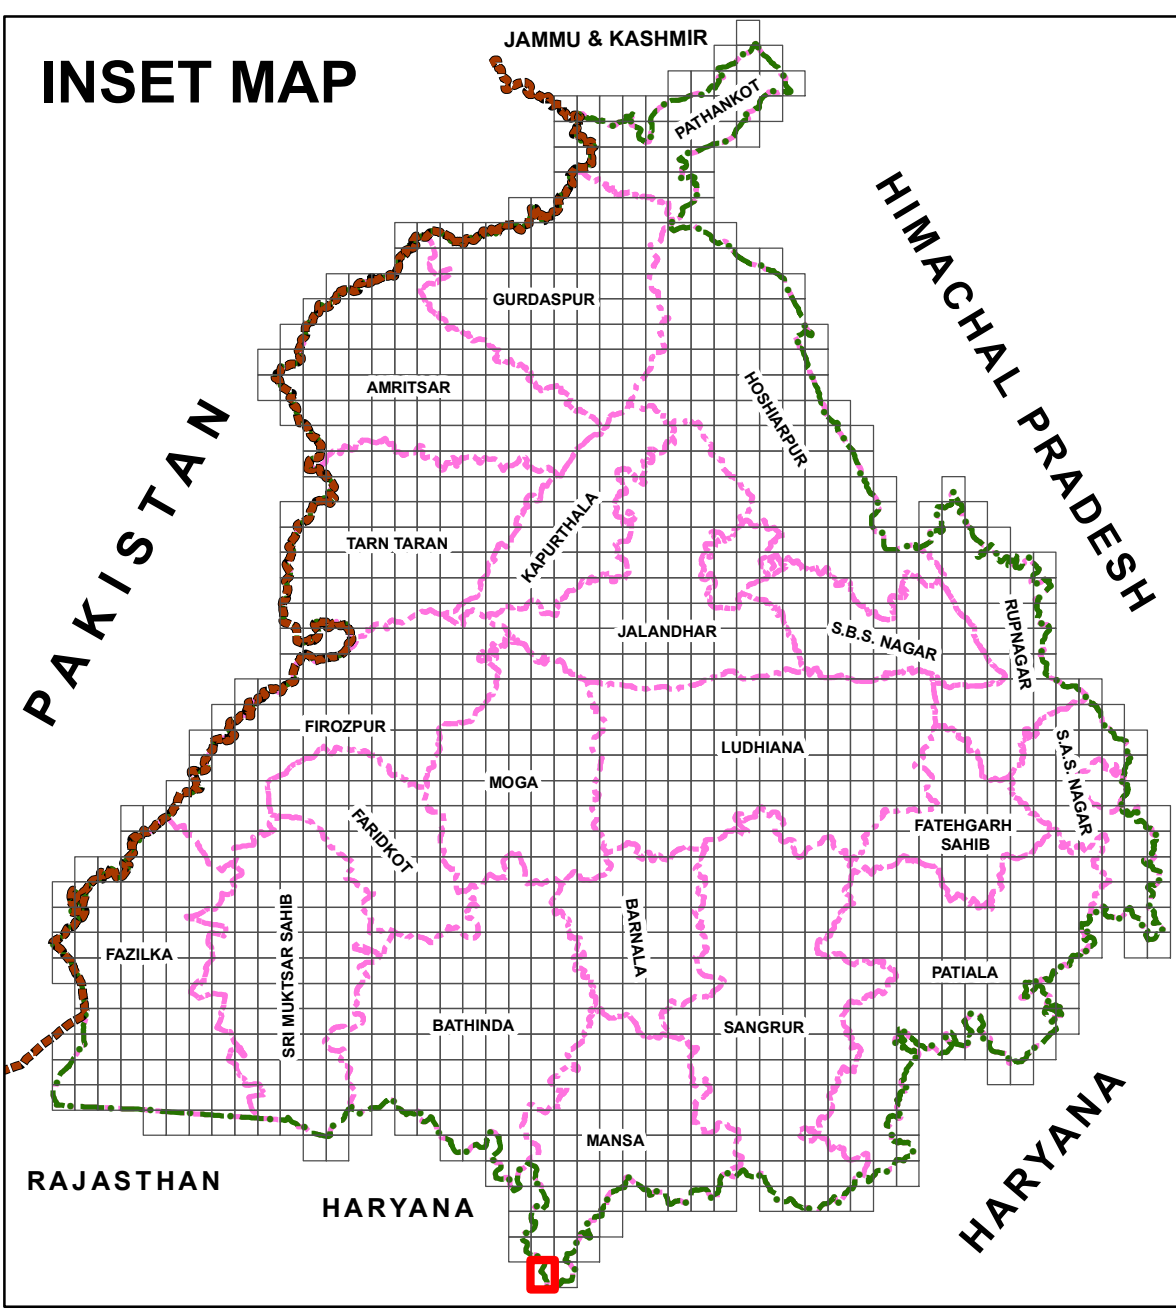 JAMMU & KASHMIR
INSET MAP
PATHANKOT
HIMACHAL PRADESH
GURDASPUR
AMRITSAR
HOSHIARPUR
PAKISTAN
KAPURTHALA
TARN TARAN
JALANDHAR
S.B.S. NAGAR
RUPNAGAR
FIROZPUR
LUDHIANA
S.A.S. NAGAR
MOGA
FARIDKOT
FATEHGARH
SAHIB
SRI MUKTSAR SAHIB
BARNALA
FAZILKA
PATIALA
BATHINDA
SANGRUR
MANSA
RAJASTHAN
HARYANA
HARYANA